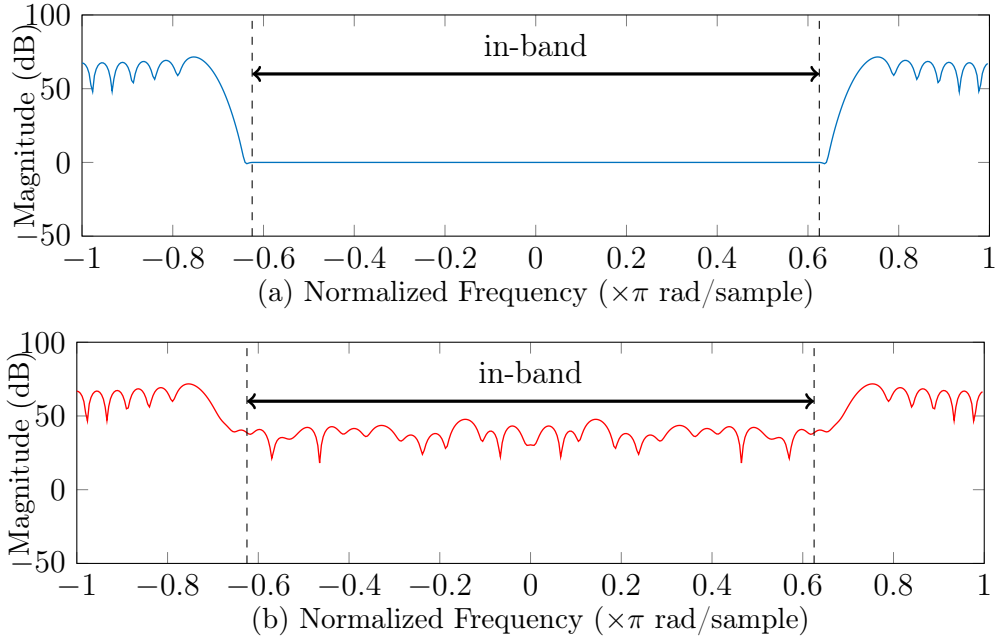 100
50
0
−50
Magnitude (dB)
in-band
−1 −0.8 −0.6 −0.4 −0.2 0 0.2 0.4 0.6 0.8 1
(a) Normalized Frequency (×π rad/sample)
100
50
0
−50
Magnitude (dB)
in-band
−1 −0.8 −0.6 −0.4 −0.2 0 0.2 0.4 0.6 0.8 1
(b) Normalized Frequency (×π rad/sample)